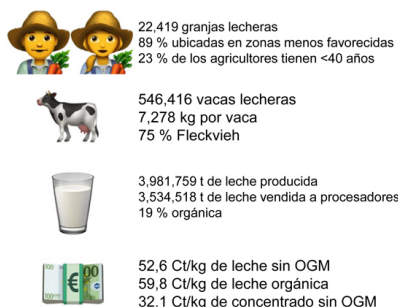 22,419 granjas lecheras
89 % ubicadas en zonas menos favorecidas
23 % de los agricultores tienen <40 años
546,416 vacas lecheras
7,278 kg por vaca
75 % Fleckvieh
3,981,759 t de leche producida
3,534,518 t de leche vendida a procesadores
19 % orgánica
52,6 Ct/kg de leche sin OGM
59,8 Ct/kg de leche orgánica
32.1 Ct/kg de concentrado sin OGM